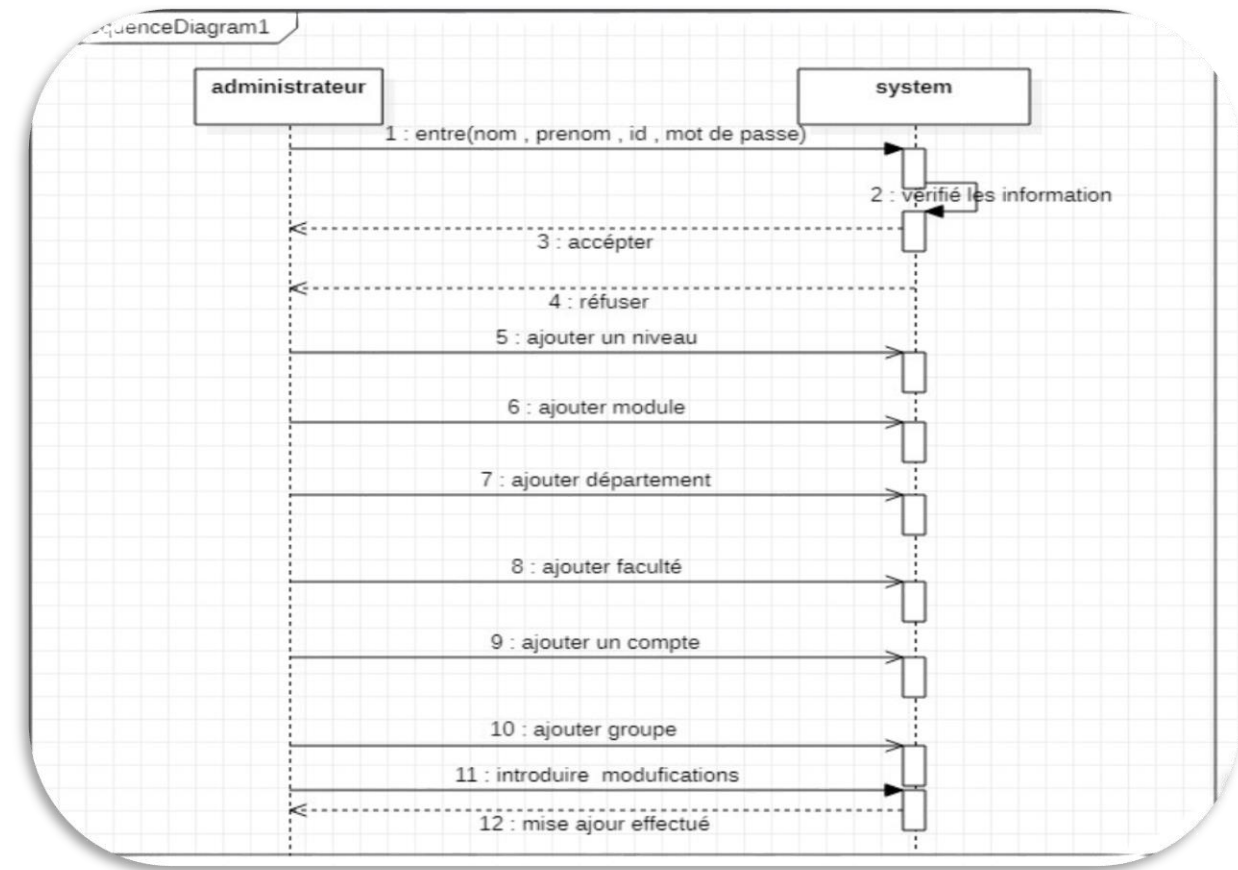 equenceDiagram1
administrateur
system
1 : entre(nom , prenom , id , mot de passe)
2 : vérifié les information
3 : accépter
4 : réfuser
5 : ajouter un niveau
6 : ajouter module
7 : ajouter département
8 : ajouter faculté
9 : ajouter un compte
10 : ajouter groupe
11 : introduire modufications
12 : mise ajour effectué